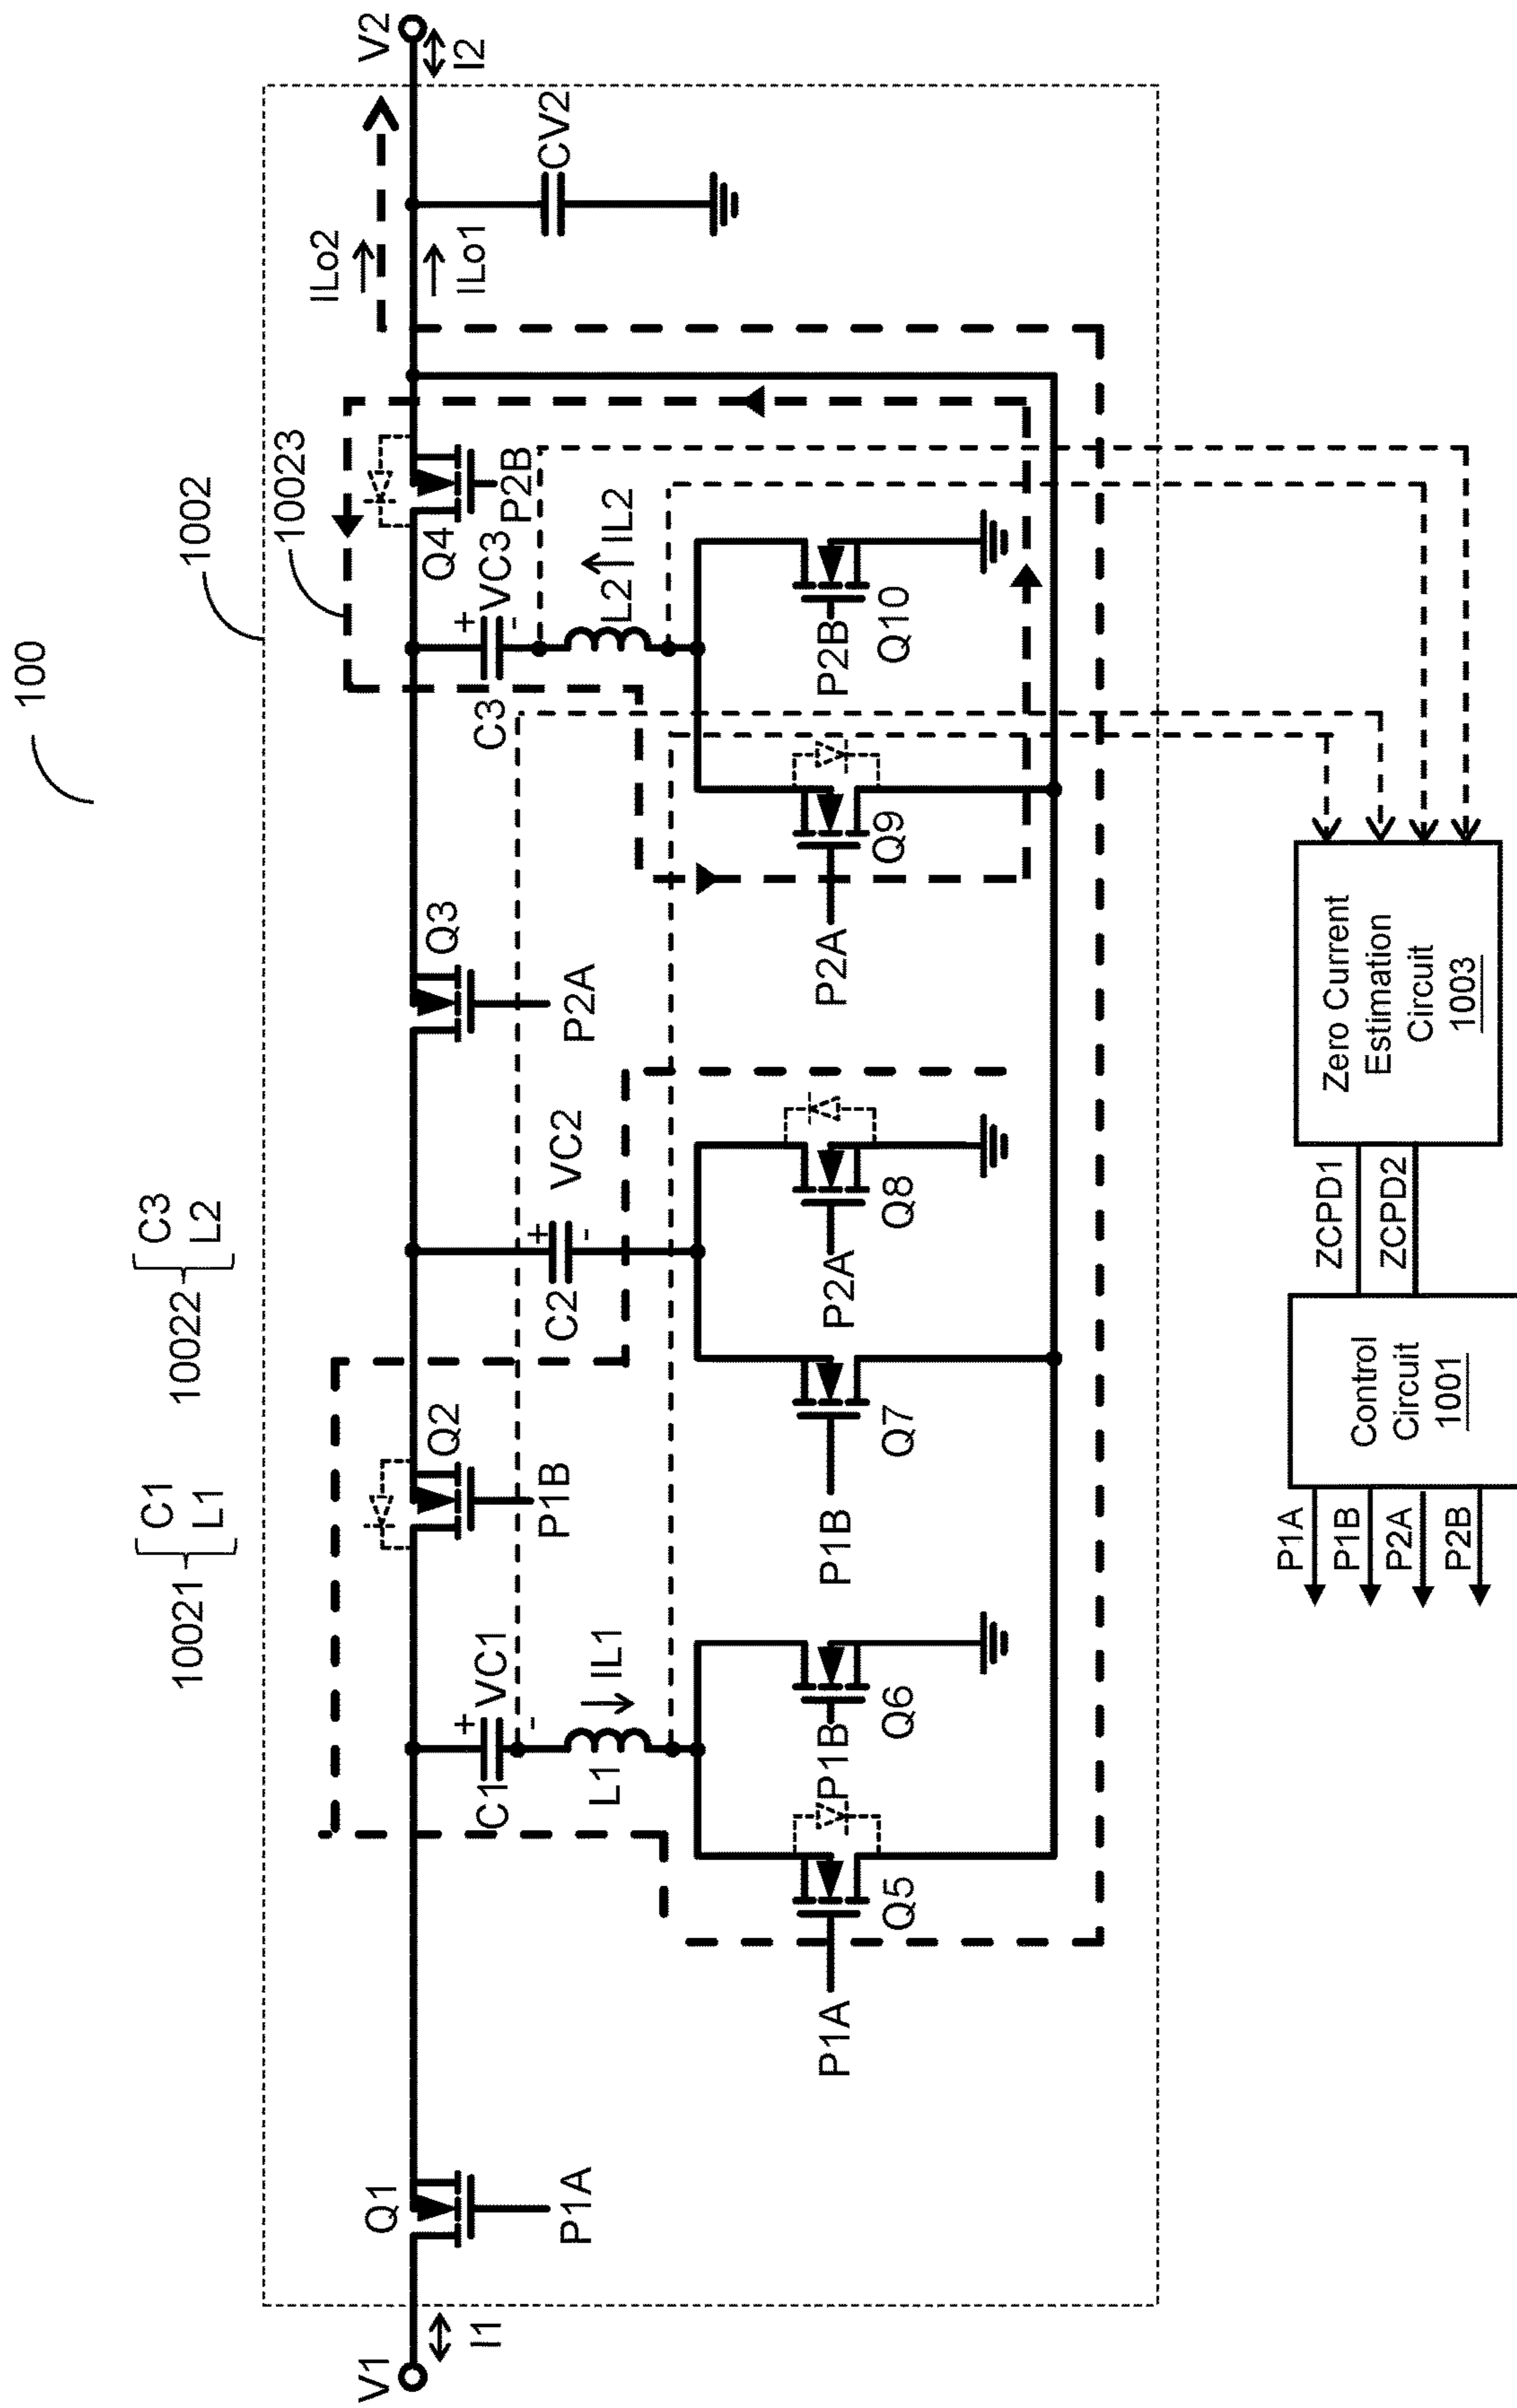 100
1002
10023
10021 { C1
L1
10022 { C3
L2
V1
I1
Q1
P1A
C1
VC1
+
-
L1
IL1
Q2
P1B
C2
VC2
+
-
Q3
P2A
C3
VC3
+
-
L2
IL2
Q4
P2B
ILo2
ILo1
CV2
V2
I2
P1A
Q5
P1B
Q6
P1B
Q7
P2A
Q8
P2A
Q9
P2B
Q10
P1A
P1B
P2A
P2B
Control
Circuit
1001
ZCPD1
ZCPD2
Zero Current
Estimation
Circuit
1003